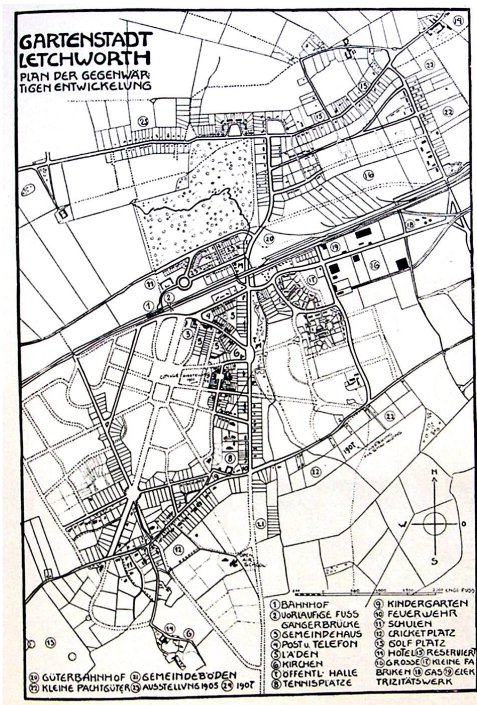 GARTENSTADT
LETCHWORTH
PLAN DER GEGENWÄR-
TIGEN ENTWICKELUNG
1907
N
O
S
ENGL FUSS
① BAHNHOF
② VORLÄUFIGE FUSS
GÄNGERBRÜCKE
③ GEMEINDEHAUS
④ POST U. TELEFON
⑤ LÄDEN
⑥ KIRCHEN
⑦ ÖFFENTL. HALLE
⑧ TENNISPLÄTZE
⑨ KINDERGARTEN
⑩ FEUERWEHR
⑪ SCHULEN
⑫ CRICKETPLATZ
⑬ GOLF PLATZ
⑭ HOTEL ⑮ RESERVIERT
⑯ GROSSE ⑰ KLEINE FA
BRIKEN ⑱ GAS ⑲ ELEK
TRIZITÄTSWERK
⑳ GÜTERBAHNHOF ㉑ GEMEINDEBÖDEN
㉒ KLEINE PACHTGÜTER ㉓ AUSSTELLUNG 1905 ㉔ 1907